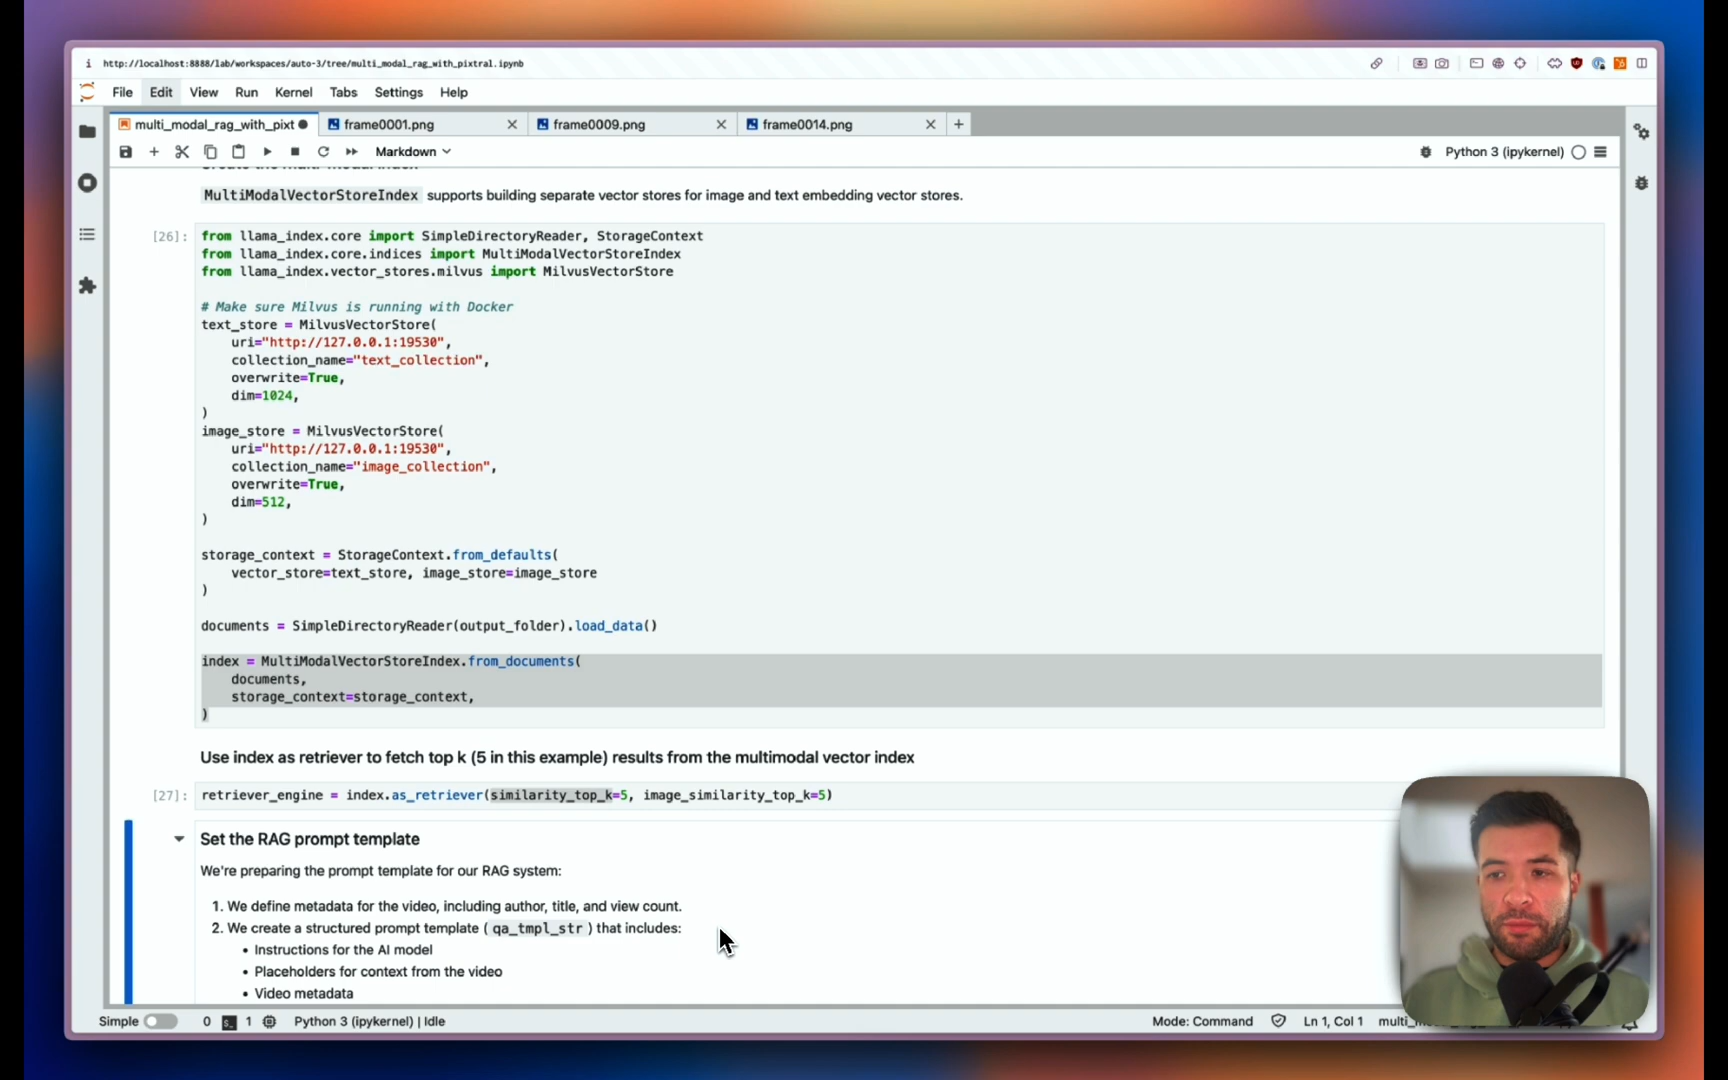 http://localhost:8888/lab/workspaces/auto-3/tree/multi_modal_rag_with_pixtral.ipynb
File Edit View Run Kernel Tabs Settings Help
multi_modal_rag_with_pixt
frame0001.png
frame0009.png
frame0014.png
Markdown
Python 3 (ipykernel)
MultiModalVectorStoreIndex supports building separate vector stores for image and text embedding vector stores.
[26]:
from llama_index.core import SimpleDirectoryReader, StorageContext
from llama_index.core.indices import MultiModalVectorStoreIndex
from llama_index.vector_stores.milvus import MilvusVectorStore
# Make sure Milvus is running with Docker
text_store = MilvusVectorStore(
uri="http://127.0.0.1:19530",
collection_name="text_collection",
overwrite=True,
dim=1024,
)
image_store = MilvusVectorStore(
uri="http://127.0.0.1:19530",
collection_name="image_collection",
overwrite=True,
dim=512,
)
storage_context = StorageContext.from_defaults(
vector_store=text_store, image_store=image_store
)
documents = SimpleDirectoryReader(output_folder).load_data()
index = MultiModalVectorStoreIndex.from_documents(
documents,
storage_context=storage_context,
)
Use index as retriever to fetch top k (5 in this example) results from the multimodal vector index
[27]:
retriever_engine = index.as_retriever(similarity_top_k=5, image_similarity_top_k=5)
Set the RAG prompt template
We're preparing the prompt template for our RAG system:
1. We define metadata for the video, including author, title, and view count.
2. We create a structured prompt template ( qa_tmpl_str ) that includes:
• Instructions for the AI model
• Placeholders for context from the video
• Video metadata
Simple 0 1 Python 3 (ipykernel) | Idle Mode: Command Ln 1, Col 1